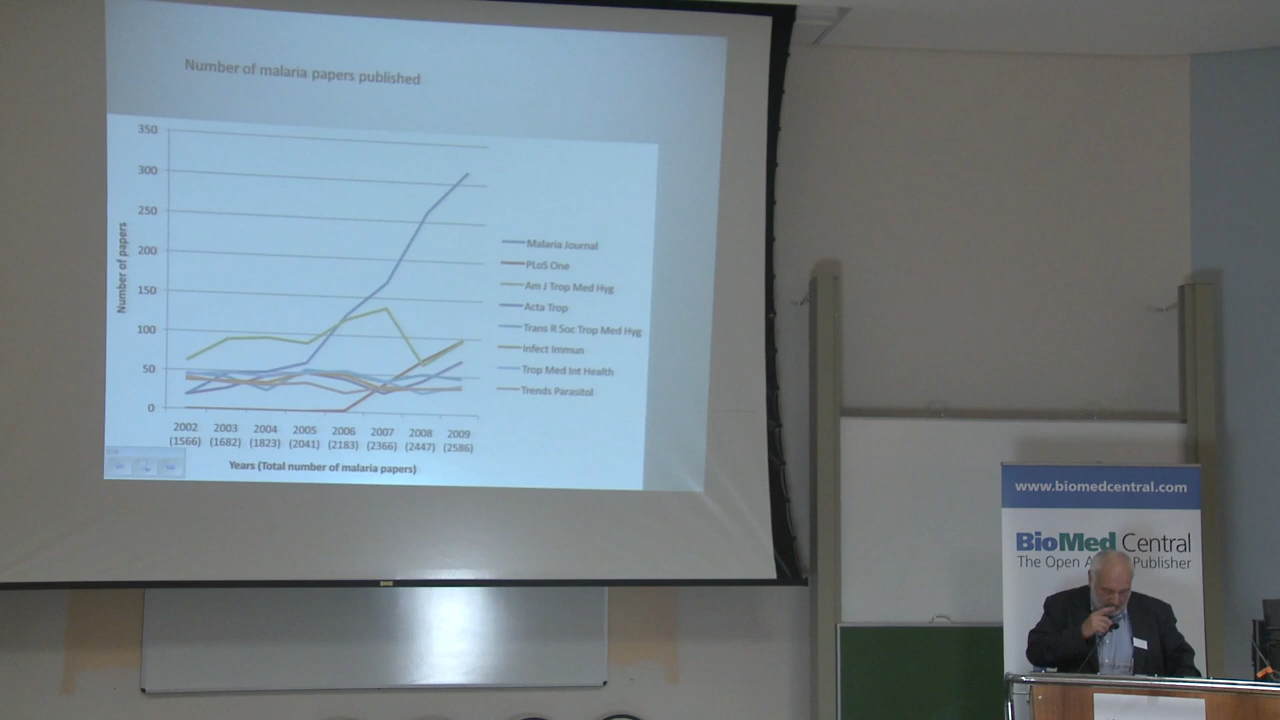 Number of malaria papers published
350
300
250
200
150
100
50
0
Number of papers
2002 2003 2004 2005 2006 2007 2008 2009
(1566) (1682) (1823) (2041) (2183) (2366) (2447) (2586)
Years (Total number of malaria papers)
Malaria Journal
PLoS One
Am J Trop Med Hyg
Acta Trop
Trans R Soc Trop Med Hyg
Infect Immun
Trop Med Int Health
Trends Parasitol
www.biomedcentral.com
BioMed Central
The Open A Publisher